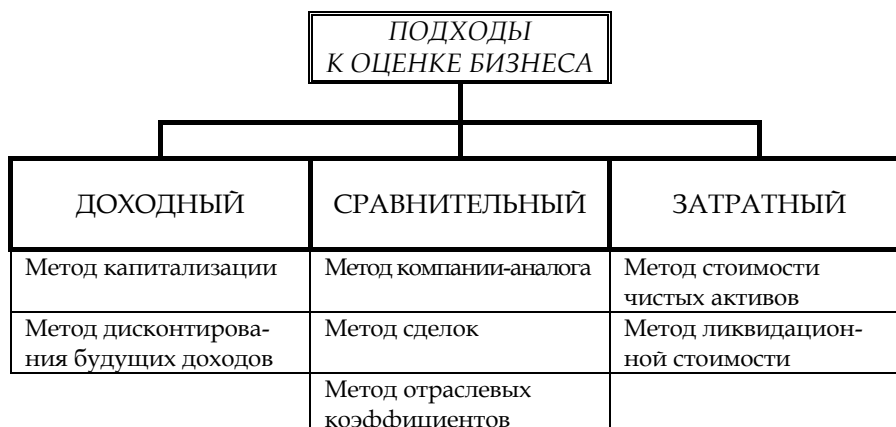 ПОДХОДЫ
К ОЦЕНКЕ БИЗНЕСА
ДОХОДНЫЙ
СРАВНИТЕЛЬНЫЙ
ЗАТРАТНЫЙ
Метод капитализации
Метод компании-аналога
Метод стоимости
чистых активов
Метод дисконтирова-
ния будущих доходов
Метод сделок
Метод ликвидацион-
ной стоимости
Метод отраслевых
коэффициентов